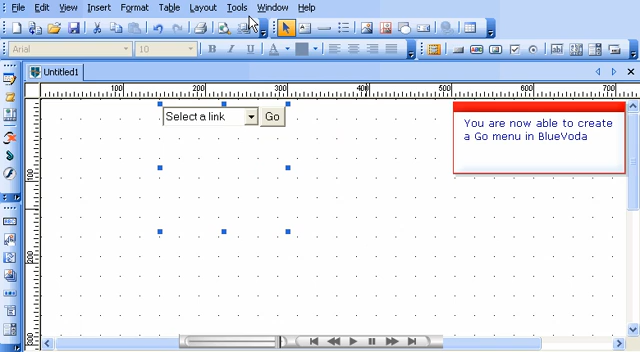 File Edit View Insert Format Table Layout Tools Window Help
Arial 10 B I U A
Untitled1
100 200 300 400 500 600 700
Select a link Go
You are now able to create
a Go menu in BlueVoda
100
200
300